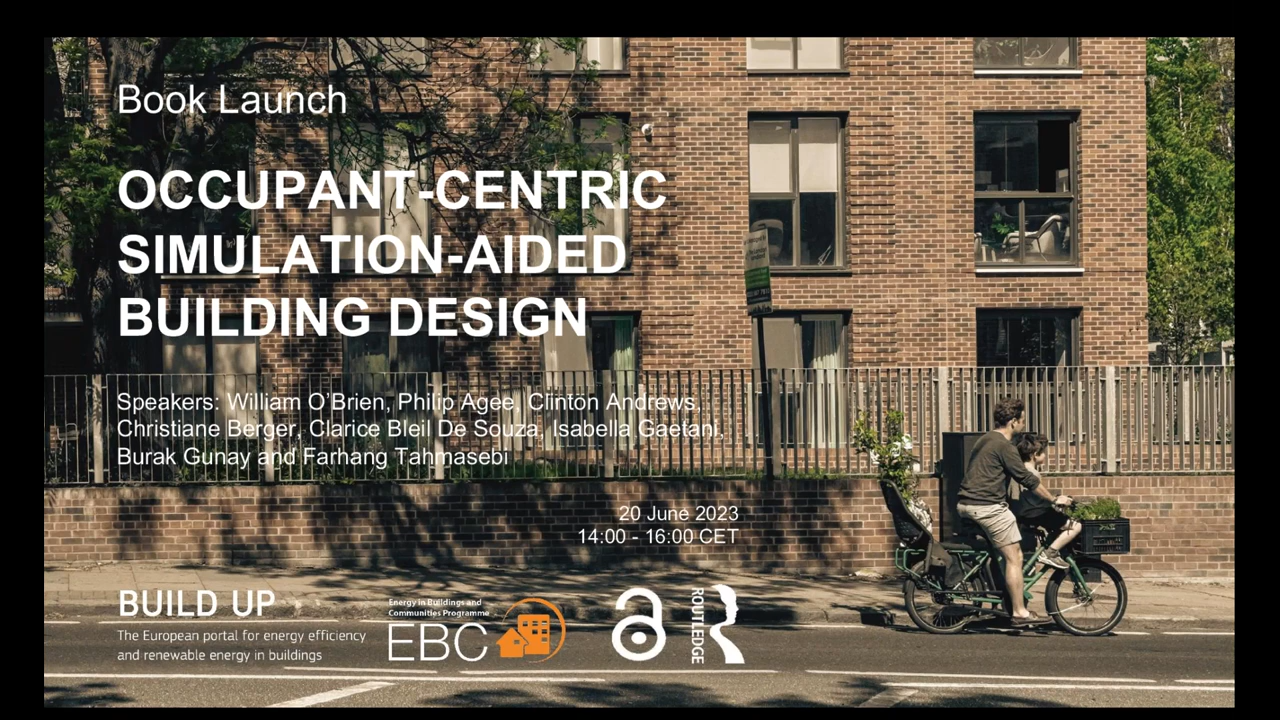 Book Launch
OCCUPANT-CENTRIC
SIMULATION-AIDED
BUILDING DESIGN
Speakers: William O'Brien, Philip Agee, Clinton Andrews,
Christiane Berger, Clarice Bleil De Souza, Isabella Gaetani,
Burak Gunay and Farhang Tahmasebi
20 June 2023
14:00 - 16:00 CET
BUILD UP
The European portal for energy efficiency
and renewable energy in buildings
Energy in Buildings and
Communities Programme
EBC
ROUTLEDGE